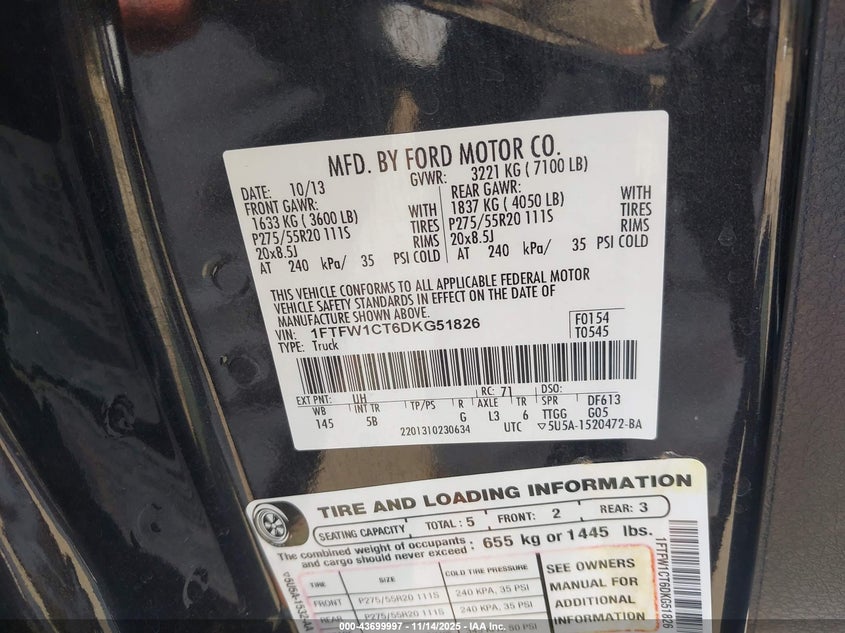 MFD. BY FORD MOTOR CO.
DATE: 10/13 GVWR: 3221 KG ( 7100 LB)
FRONT GAWR: REAR GAWR:
1633 KG ( 3600 LB) WITH 1837 KG ( 4050 LB) WITH
P275/55R20 111S TIRES P275/55R20 111S TIRES
20x8.5J RIMS 20x8.5J RIMS
AT 240 kPa/ 35 PSI COLD AT 240 kPa/ 35 PSI COLD
THIS VEHICLE CONFORMS TO ALL APPLICABLE FEDERAL MOTOR
VEHICLE SAFETY STANDARDS IN EFFECT ON THE DATE OF
MANUFACTURE SHOWN ABOVE.
VIN: 1FTFW1CT6DKG51826 F0154
TYPE: Truck T0545
EXT PNT: UH RC: 71 DSO:
WB INT TR TP/PS R AXLE TR SPR DF613
145 5B G L3 6 TTGG G05
2201310230634 UTC ▽5U5A-1520472-BA
TIRE AND LOADING INFORMATION
SEATING CAPACITY TOTAL : 5 FRONT: 2 REAR: 3
The combined weight of occupants and cargo should never exceed : 655 kg or 1445 lbs.
TIRE SIZE COLD TIRE PRESSURE
FRONT P275/55R20 111S 240 KPA, 35 PSI
REAR P275/55R20 111S 240 KPA, 35 PSI
SEE OWNERS
MANUAL FOR
ADDITIONAL
INFORMATION
1FTFW1CT6DKG51826
#00 -43699997 - 11/14/2025 - iaai.com